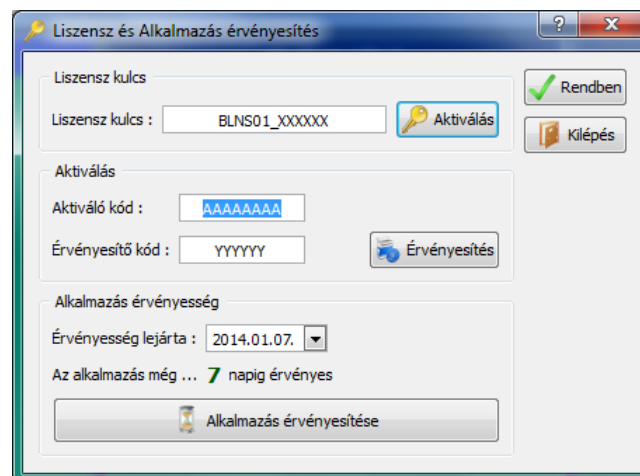 Liszensz és Alkalmazás érvényesítés
?
Liszensz kulcs
Liszensz kulcs :
BLNS01_XXXXXX
Aktiválás
Rendben
Kilépés
Aktiválás
Aktiváló kód :
AAAAAAAA
Érvényesítő kód :
YYYYYY
Érvényesítés
Alkalmazás érvényesség
Érvényesség lejárta :
2014.01.07.
Az alkalmazás még ... 7 napig érvényes
Alkalmazás érvényesítése